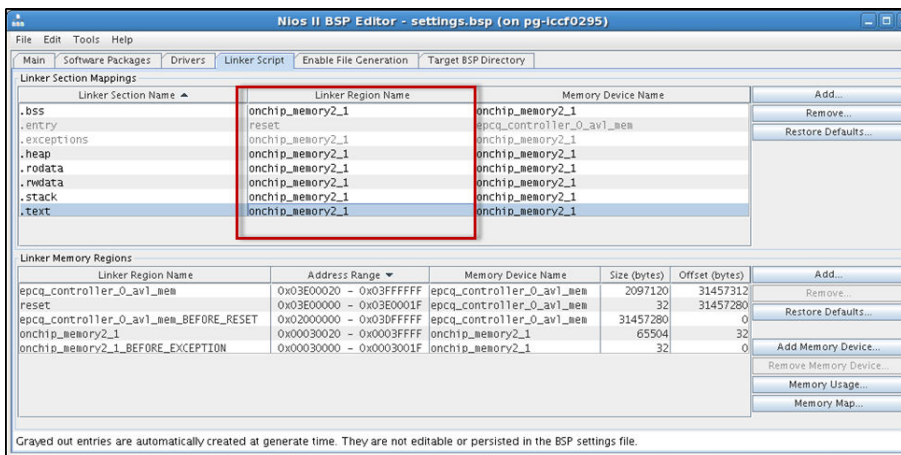 Nios II BSP Editor - settings.bsp (on pg-iccf0295)
File Edit Tools Help
Main Software Packages Drivers Linker Script Enable File Generation Target BSP Directory
Linker Section Mappings
Linker Section Name Linker Region Name Memory Device Name Add...
.bss onchip_memory2_1 onchip_memory2_1 Remove...
.entry reset epcq_controller_0_avl_mem Restore Defaults...
.exceptions onchip_memory2_1 onchip_memory2_1
.heap onchip_memory2_1 onchip_memory2_1
.rodata onchip_memory2_1 onchip_memory2_1
.rwdata onchip_memory2_1 onchip_memory2_1
.stack onchip_memory2_1 onchip_memory2_1
.text onchip_memory2_1 onchip_memory2_1
Linker Memory Regions
Linker Region Name Address Range Memory Device Name Size (bytes) Offset (bytes) Add...
epcq_controller_0_avl_mem 0x03E00020 - 0x03FFFFFF epcq_controller_0_avl_mem 2097120 31457312 Remove...
reset 0x03E00000 - 0x03E0001F epcq_controller_0_avl_mem 32 31457280 Restore Defaults...
epcq_controller_0_avl_mem_BEFORE_RESET 0x02000000 - 0x03DFFFFF epcq_controller_0_avl_mem 31457280 0
onchip_memory2_1 0x00030020 - 0x0003FFFF onchip_memory2_1 65504 32
onchip_memory2_1_BEFORE_EXCEPTION 0x00030000 - 0x0003001F onchip_memory2_1 32 0 Add Memory Device...
Remove Memory Device...
Memory Usage...
Memory Map...
Grayed out entries are automatically created at generate time. They are not editable or persisted in the BSP settings file.